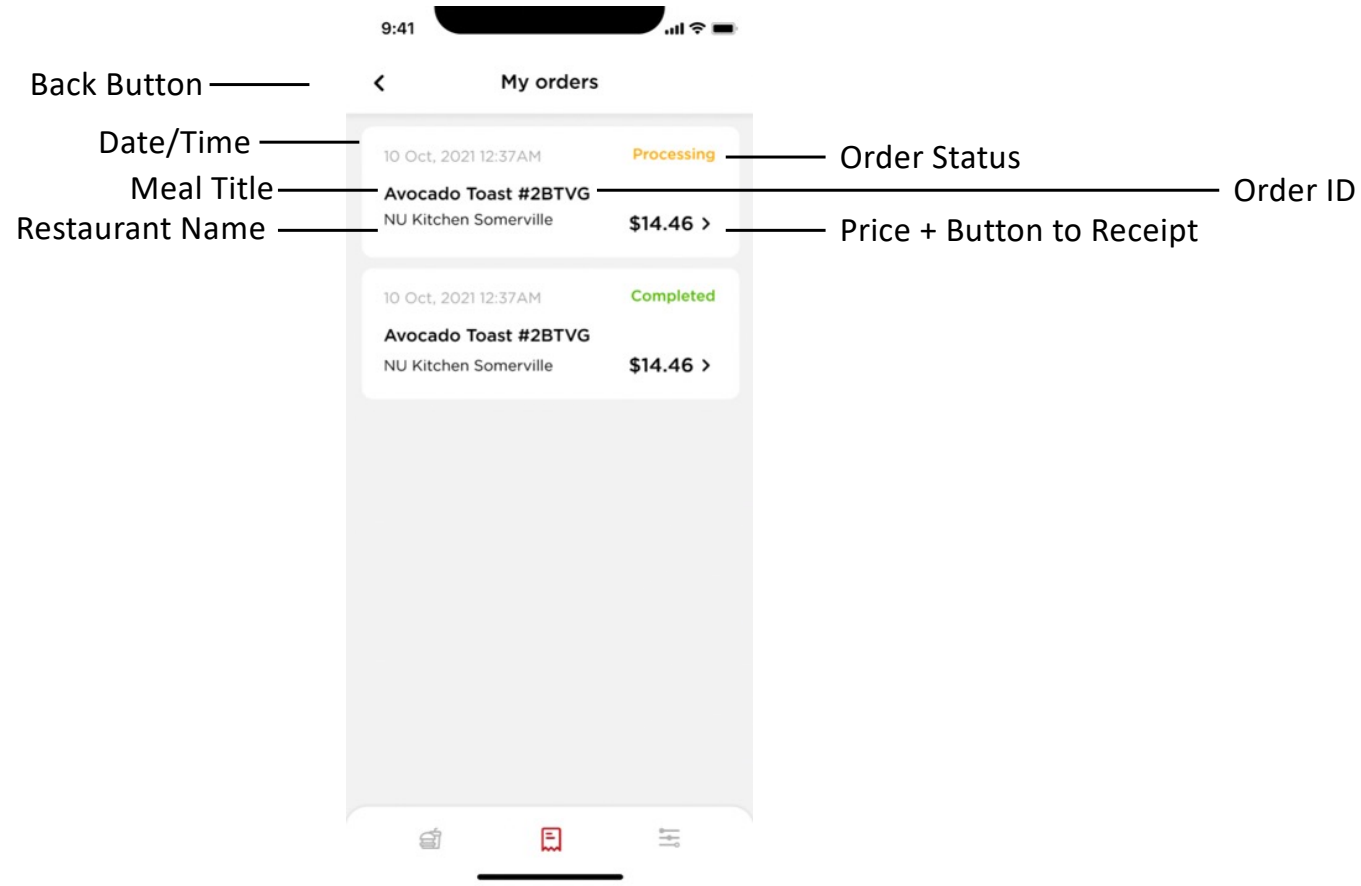 9:41
Back Button
My orders
Date/Time
10 Oct, 2021 12:37AM
Processing
Order Status
Meal Title
Avocado Toast #2BTVG
Order ID
Restaurant Name
NU Kitchen Somerville
$14.46 >
Price + Button to Receipt
10 Oct, 2021 12:37AM
Completed
Avocado Toast #2BTVG
NU Kitchen Somerville
$14.46 >